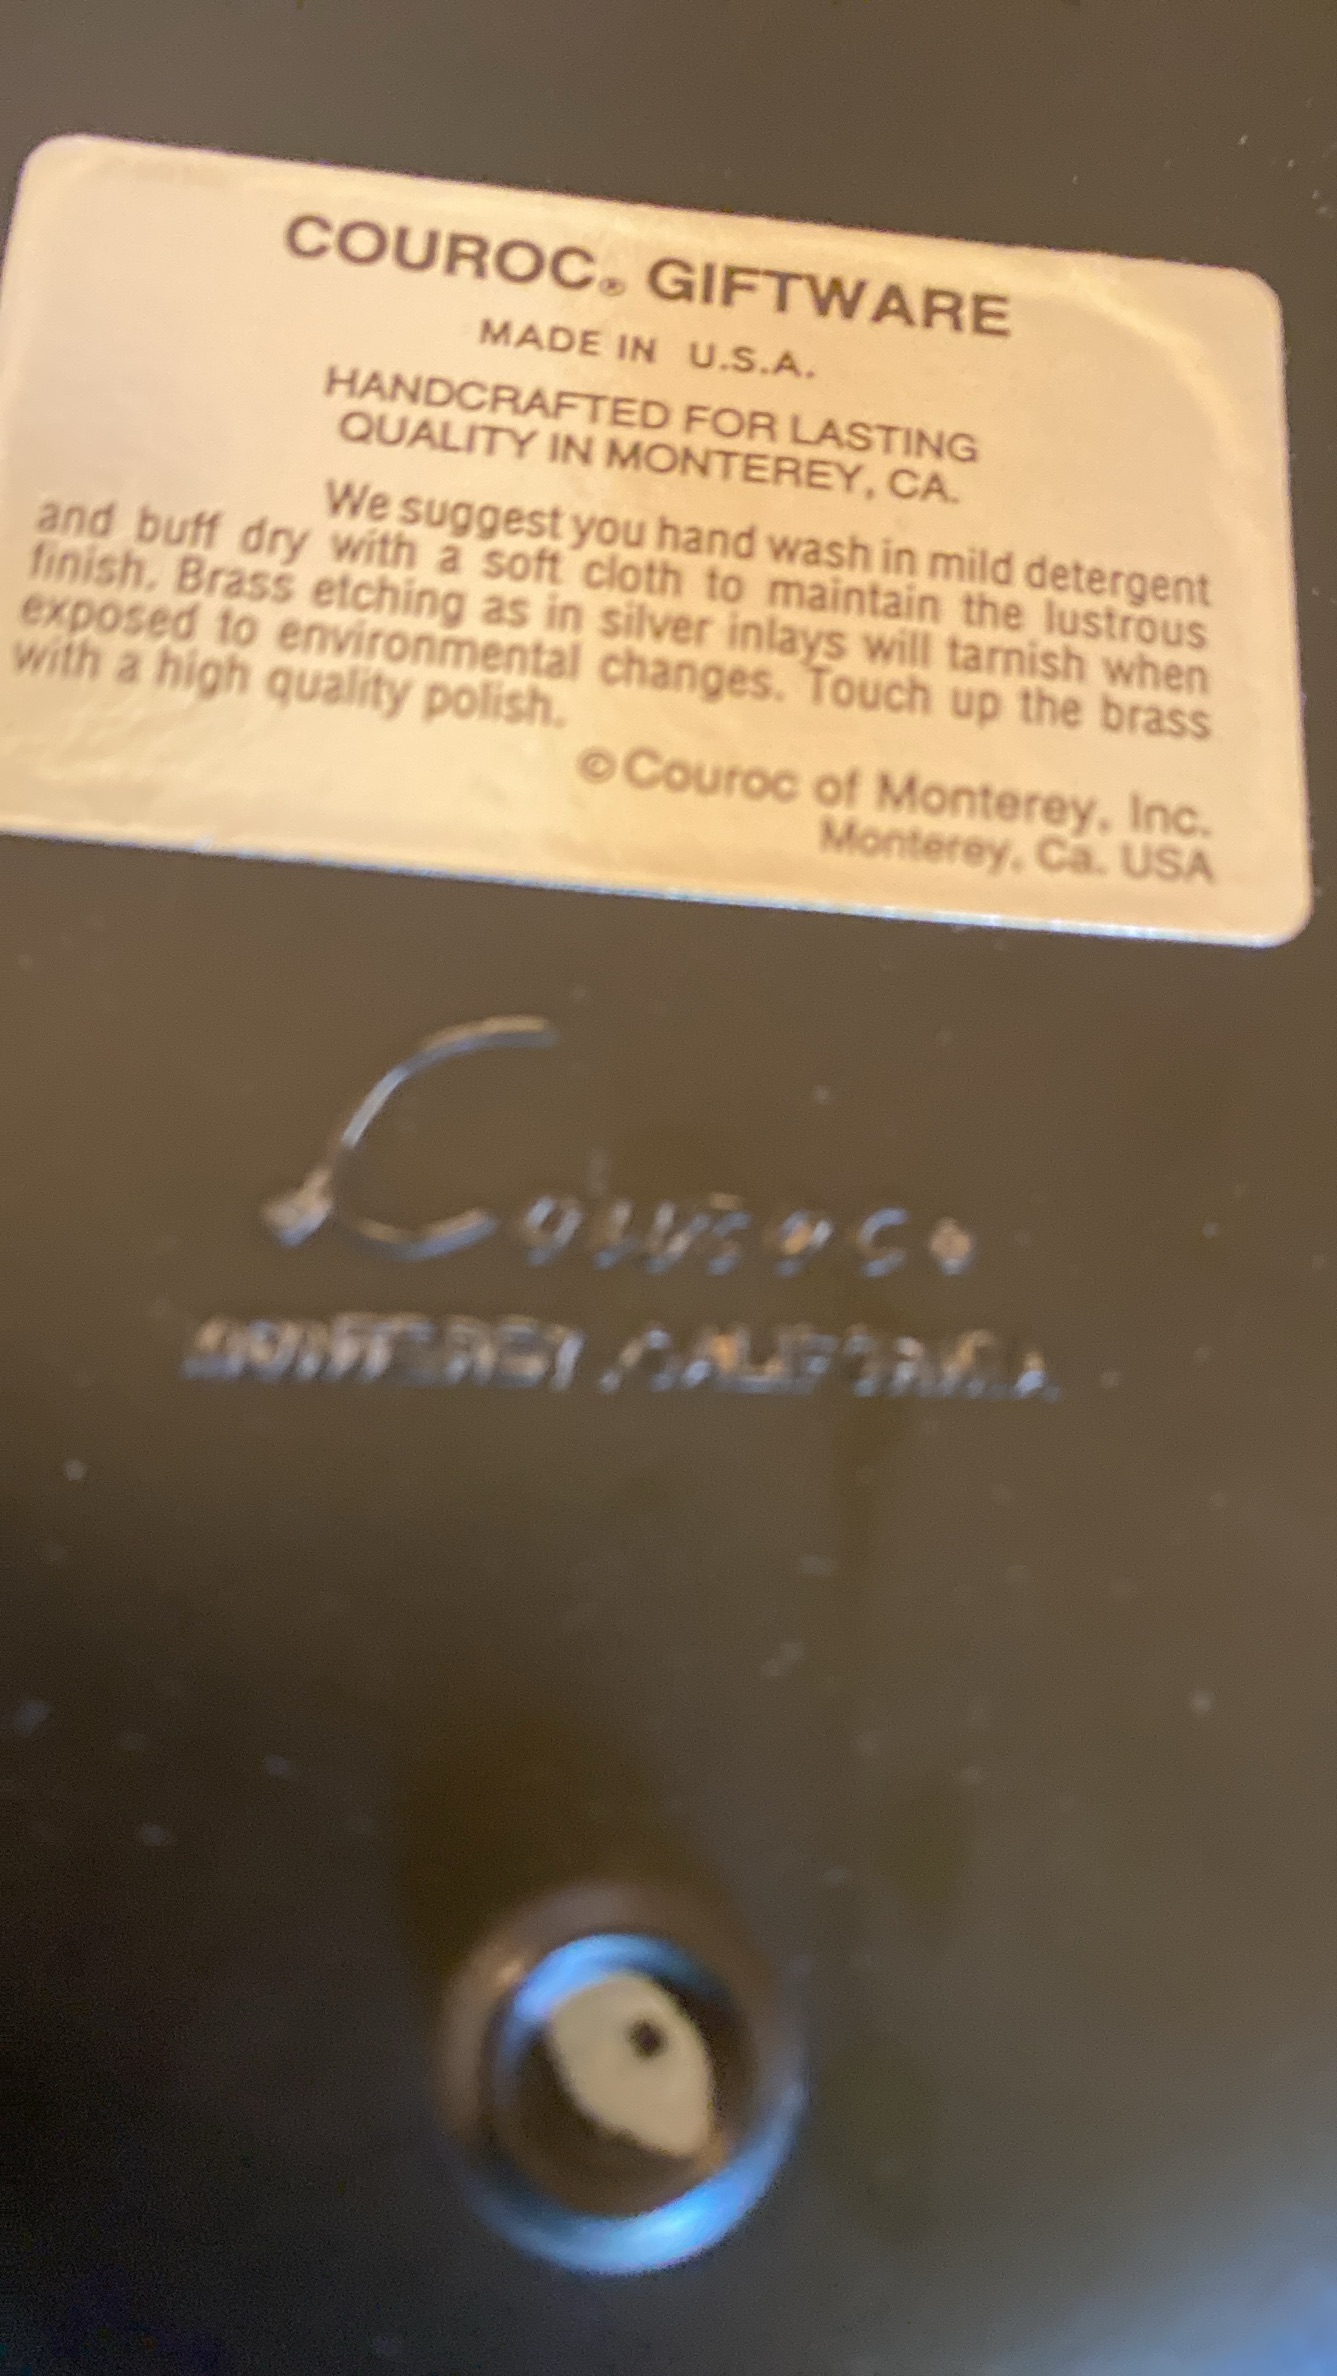 COUROC® GIFTWARE
MADE IN U.S.A.
HANDCRAFTED FOR LASTING
QUALITY IN MONTEREY, CA.
We suggest you hand wash in mild detergent
and buff dry with a soft cloth to maintain the lustrous
finish. Brass etching as in silver inlays will tarnish when
exposed to environmental changes. Touch up the brass
with a high quality polish.
© Couroc of Monterey, Inc.
Monterey, Ca. USA
Couroc
MONTEREY, CALIFORNIA